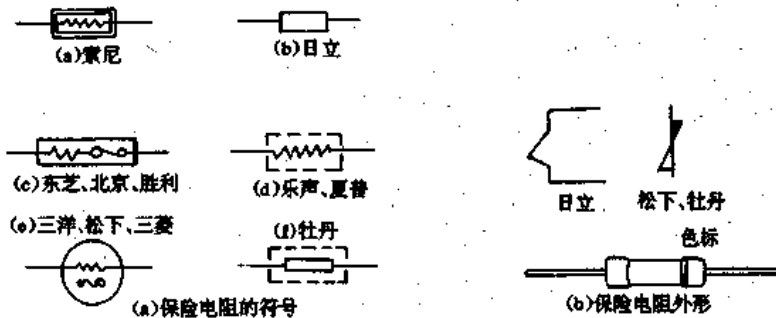 (a)索尼
(b)日立
(c)东芝、北京、胜利
(d)乐声、夏普
(e)三洋、松下、三菱
(f)牡丹
(a)保险电阻的符号
日立
松下、牡丹
色标
(b)保险电阻外形